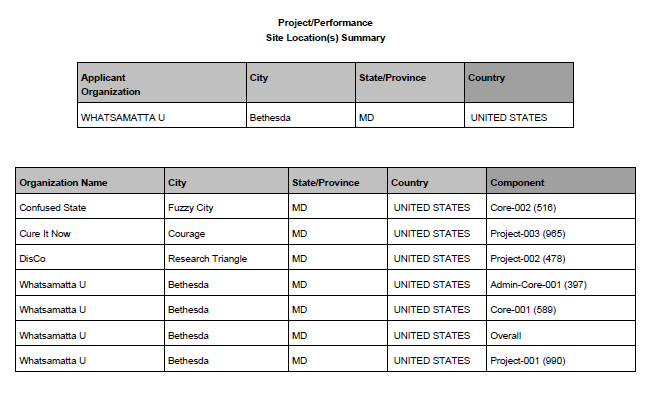 Project/Performance
Site Location(s) Summary
Applicant Organization City State/Province Country
WHATSAMATTA U Bethesda MD UNITED STATES
Organization Name City State/Province Country Component
Confused State Fuzzy City MD UNITED STATES Core-002 (516)
Cure It Now Courage MD UNITED STATES Project-003 (965)
DisCo Research Triangle MD UNITED STATES Project-002 (478)
Whatsamatta U Bethesda MD UNITED STATES Admin-Core-001 (397)
Whatsamatta U Bethesda MD UNITED STATES Core-001 (589)
Whatsamatta U Bethesda MD UNITED STATES Overall
Whatsamatta U Bethesda MD UNITED STATES Project-001 (990)